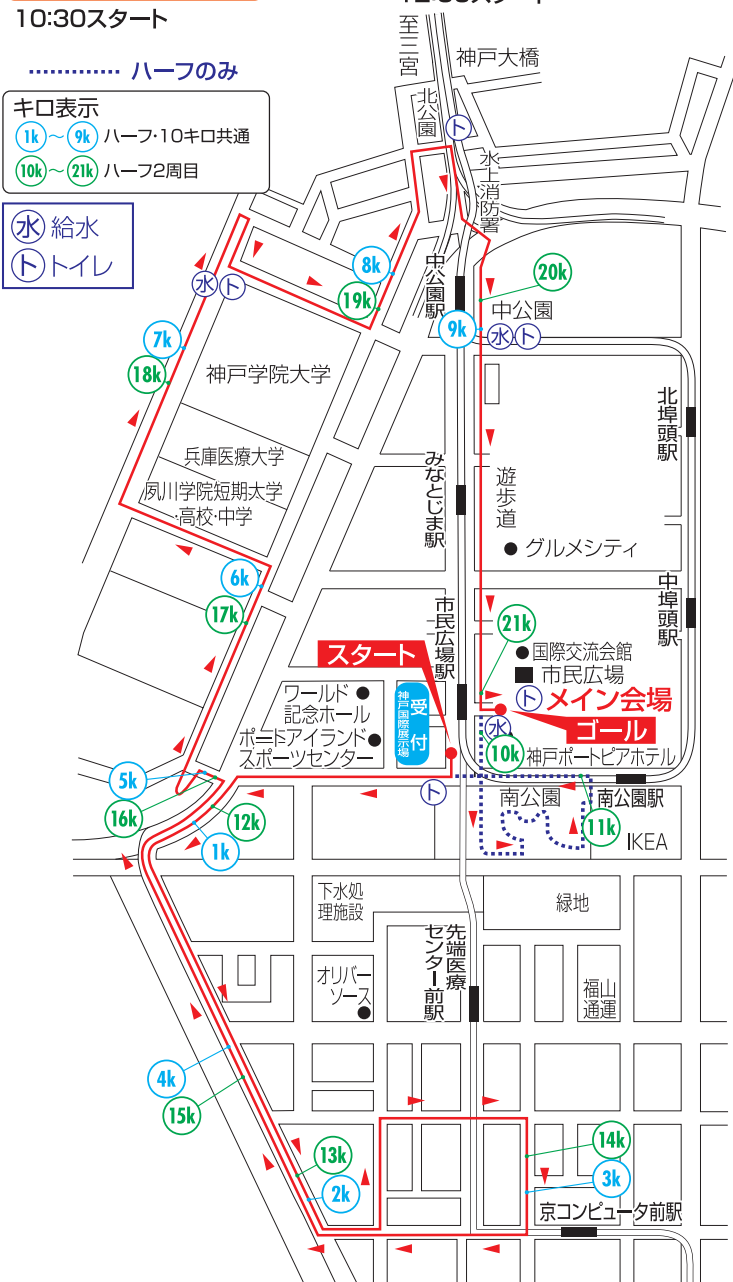 10:30スタート
ハーフのみ
キロ表示
1k～9k ハーフ・10キロ共通
10k～21k ハーフ2周目
水 給水
ト トイレ
至三宮
神戸大橋
北公園
ト
水上消防署
8k
中公園駅
20k
水 ト
19k
中公園
9k
水 ト
7k
18k
神戸学院大学
北埠頭駅
兵庫医療大学
みなとじま駅
遊歩道
夙川学院短期大学
・高校・中学
グルメシティ
6k
中埠頭駅
17k
市民広場駅
21k
スタート
国際交流会館
市民広場
ワールド
記念ホール
神戸国際展示場
受付
ト メイン会場
ゴール
水
ポートアイランド
スポーツセンター
10k
神戸ポートピアホテル
5k
ト
南公園
南公園駅
16k
12k
11k
1k
IKEA
下水処
理施設
緑地
先端医療
センター前駅
オリバー
ソース
福山
通運
4k
15k
13k
14k
2k
3k
京コンピュータ前駅